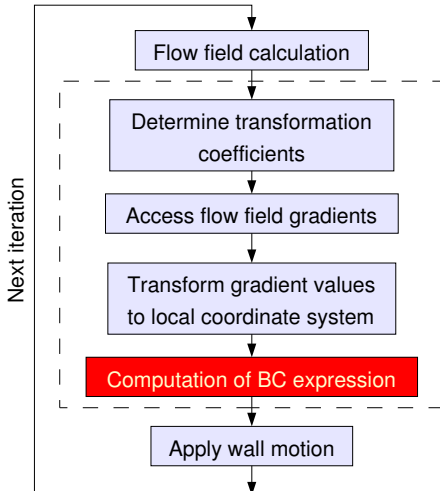 Flow field calculation
Determine transformation
coefficients
Access flow field gradients
Transform gradient values
to local coordinate system
Computation of BC expression
Apply wall motion
Next iteration